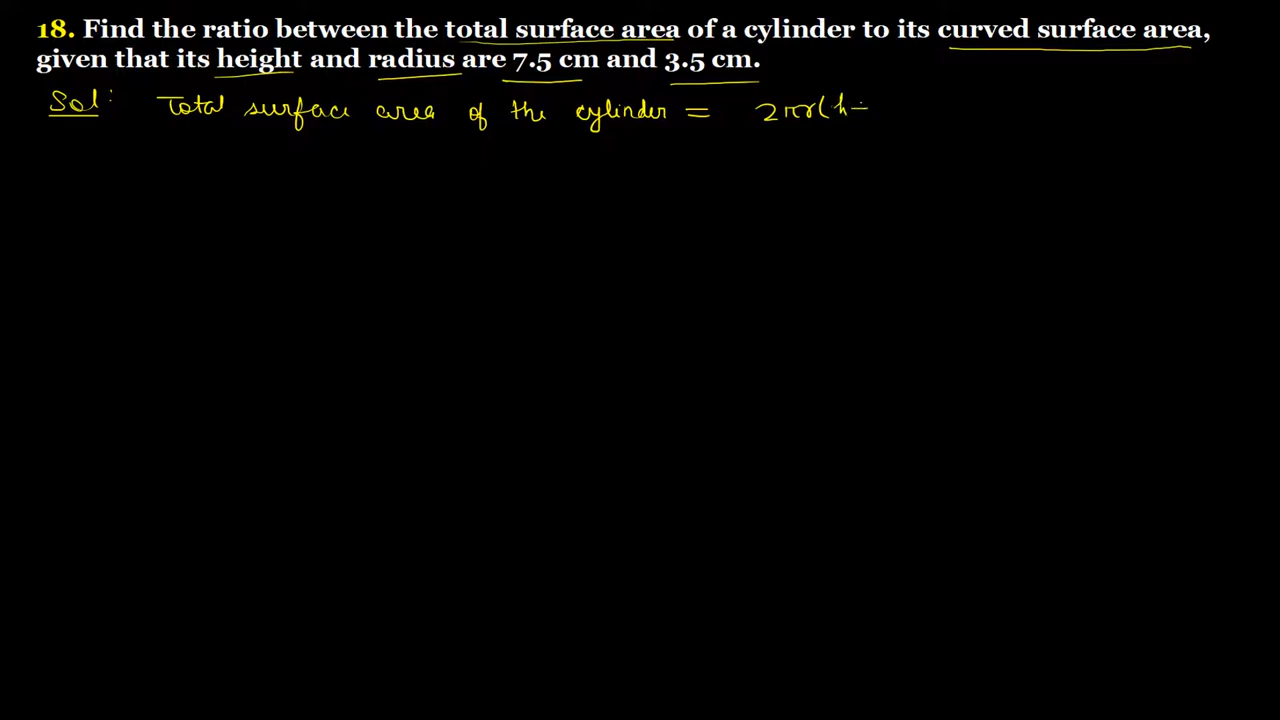 18. Find the ratio between the total surface area of a cylinder to its curved surface area,
given that its height and radius are 7.5 cm and 3.5 cm.
Sol: Total surface area of the cylinder = 2πr(h-